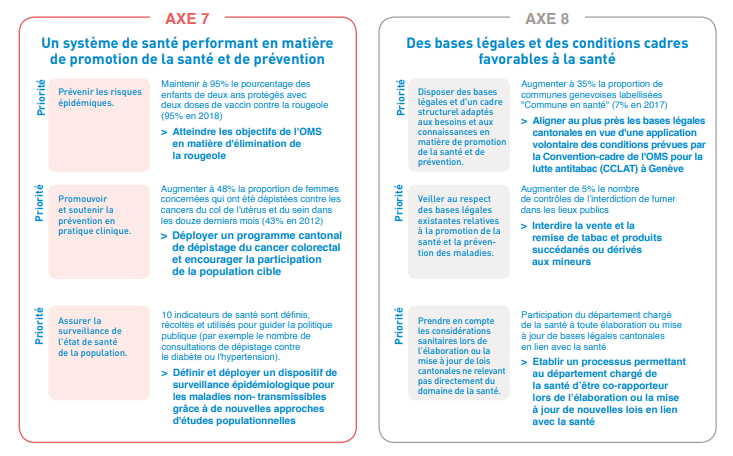 AXE 7
Un système de santé performant en matière
de promotion de la santé et de prévention
Priorité
Prévenir les risques
épidémiques.
Maintenir à 95% le pourcentage des
enfants de deux ans protégés avec
deux doses de vaccin contre la rougeole
(95% en 2018)
> Atteindre les objectifs de l'OMS
en matière d'élimination de
la rougeole
Priorité
Promouvoir
et soutenir la
prévention en
pratique clinique.
Augmenter à 48% la proportion de femmes
concernées qui ont été dépistées contre les
cancers du col de l'utérus et du sein dans
les douze derniers mois (43% en 2012)
> Déployer un programme cantonal
de dépistage du cancer colorectal
et encourager la participation
de la population cible
Priorité
Assurer la
surveillance de
l'état de santé
de la population.
10 indicateurs de santé sont définis,
récoltés et utilisés pour guider la politique
publique (par exemple le nombre de
consultations de dépistage contre
le diabète ou l'hypertension).
> Définir et déployer un dispositif de
surveillance épidémiologique pour
les maladies non- transmissibles
grâce à de nouvelles approches
d'études populationnelles
AXE 8
Des bases légales et des conditions cadres
favorables à la santé
Priorité
Disposer des bases
légales et d'un cadre
structurel adaptés
aux besoins et aux
connaissances en
matière de promotion
de la santé et de
prévention.
Augmenter à 35% la proportion de
communes genevoises labellisées
"Commune en santé" (7% en 2017)
> Aligner au plus près les bases légales
cantonales en vue d'une application
volontaire des conditions prévues par
la Convention-cadre de l'OMS pour la
lutte antitabac (CCLAT) à Genève
Priorité
Veiller au respect
des bases légales
existantes relatives
à la promotion de la
santé et la préven-
tion des maladies.
Augmenter de 5% le nombre
de contrôles de l'interdiction de fumer
dans les lieux publics
> Interdire la vente et la
remise de tabac et produits
succédanés ou dérivés
aux mineurs
Priorité
Prendre en compte
les considérations
sanitaires lors de
l'élaboration ou la
mise à jour de lois
cantonales ne relevant
pas directement du
domaine de la santé.
Participation du départment chargé
de la santé à toute élaboration ou mise
à jour de bases légales cantonales
en lien avec la santé
> Etablir un processus permettant
au départment chargé de
la santé d'être co-rapporteur
lors de l'élaboration ou la mise
à jour de nouvelles lois en lien
avec la santé